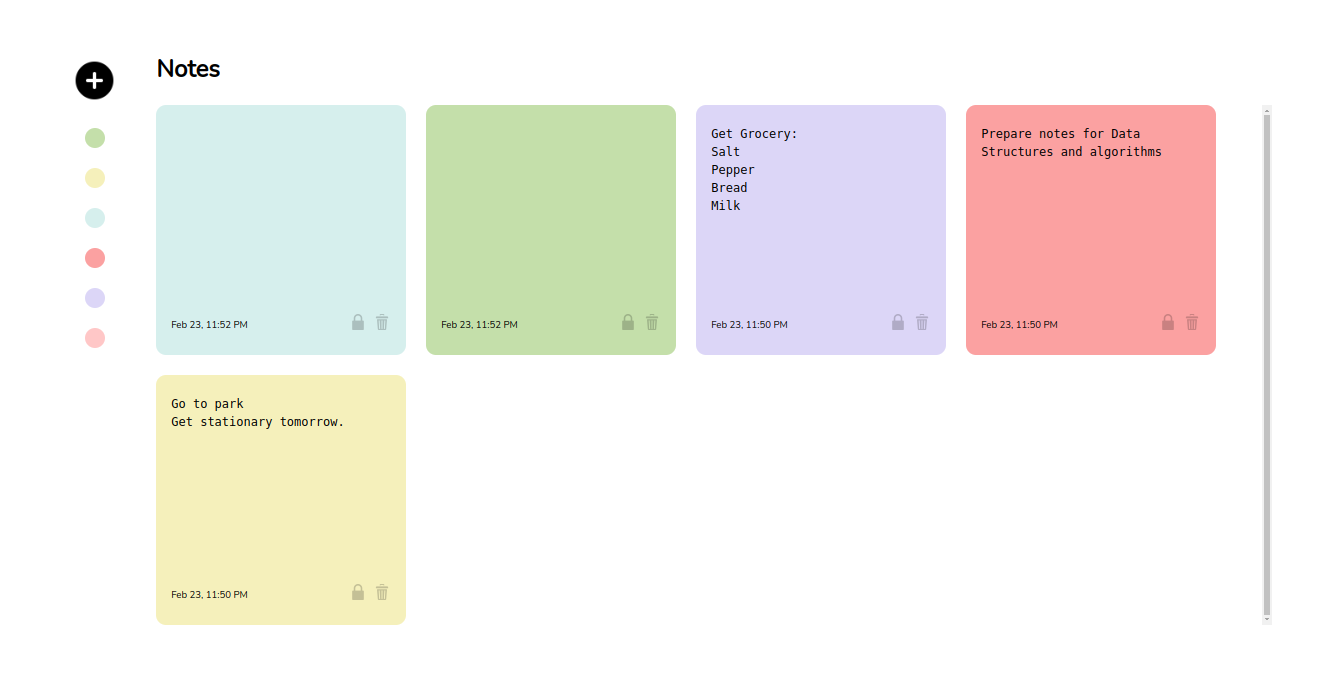 Notes
Feb 23, 11:52 PM
Feb 23, 11:52 PM
Get Grocery:
Salt
Pepper
Bread
Milk
Feb 23, 11:50 PM
Prepare notes for Data
Structures and algorithms
Feb 23, 11:50 PM
Go to park
Get stationary tomorrow.
Feb 23, 11:50 PM